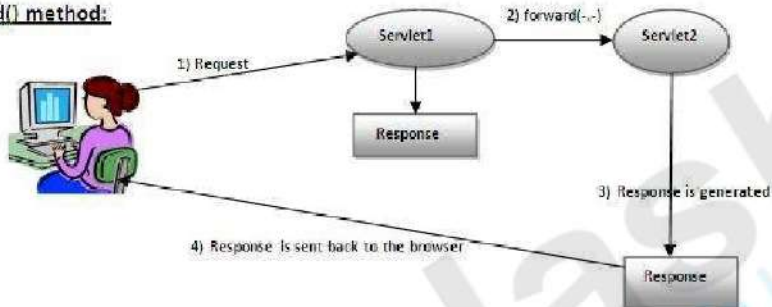 d() method:
2) forward(-,-)
Servlet1
Servlet2
1) Request
Response
3) Response is generated
4) Response is sent back to the browser
Response